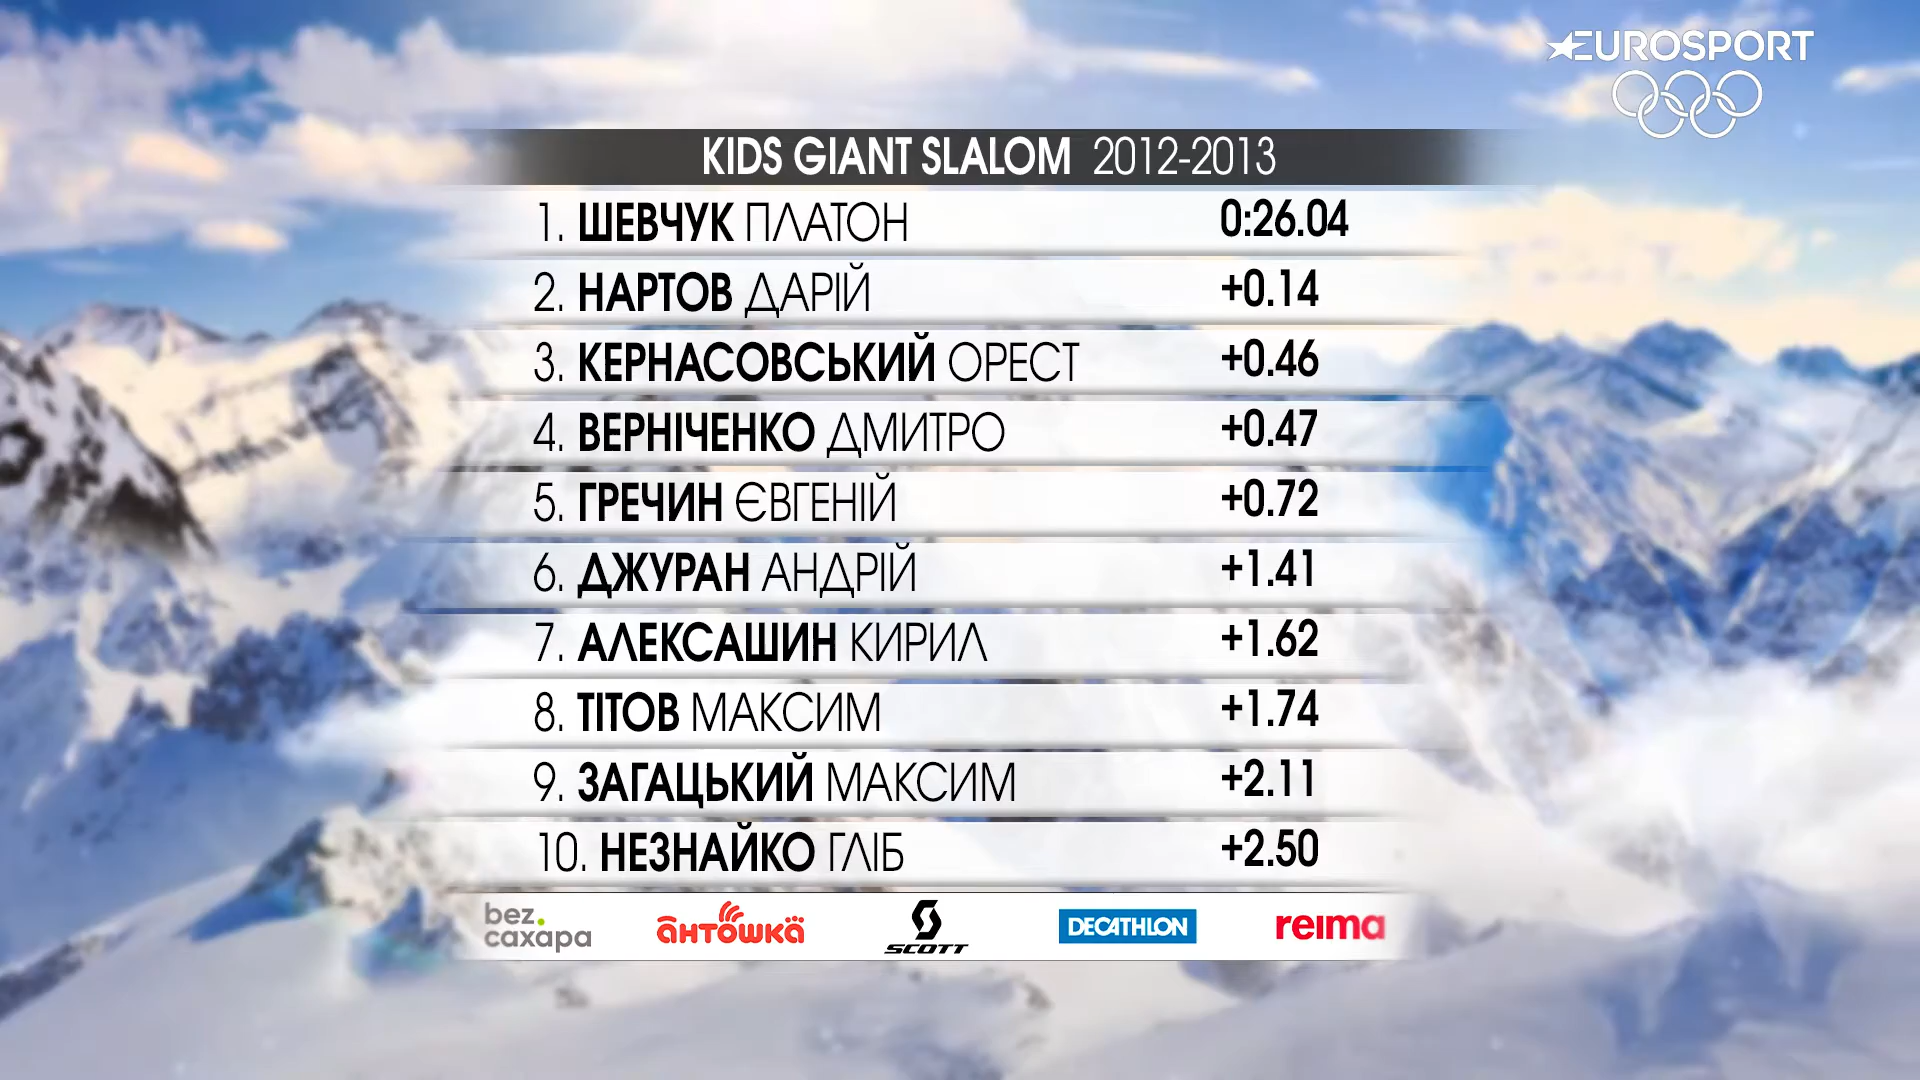 EUROSPORT
KIDS GIANT SLALOM 2012-2013
1. ШЕВЧУК ПЛАТОН 0:26.04
2. НАРТОВ ДАРІЙ +0.14
3. КЕРНАСОВСЬКИЙ ОРЕСТ +0.46
4. ВЕРНІЧЕНКО ДМИТРО +0.47
5. ГРЕЧИН ЄВГЕНІЙ +0.72
6. ДЖУРАН АНДРІЙ +1.41
7. АЛЕКСАШИН КИРИЛ +1.62
8. ТІТОВ МАКСИМ +1.74
9. ЗАГАЦЬКИЙ МАКСИМ +2.11
10. НЕЗНАЙКО ГЛІБ +2.50
bez. сахара антошка SCOTT DECATHLON reima